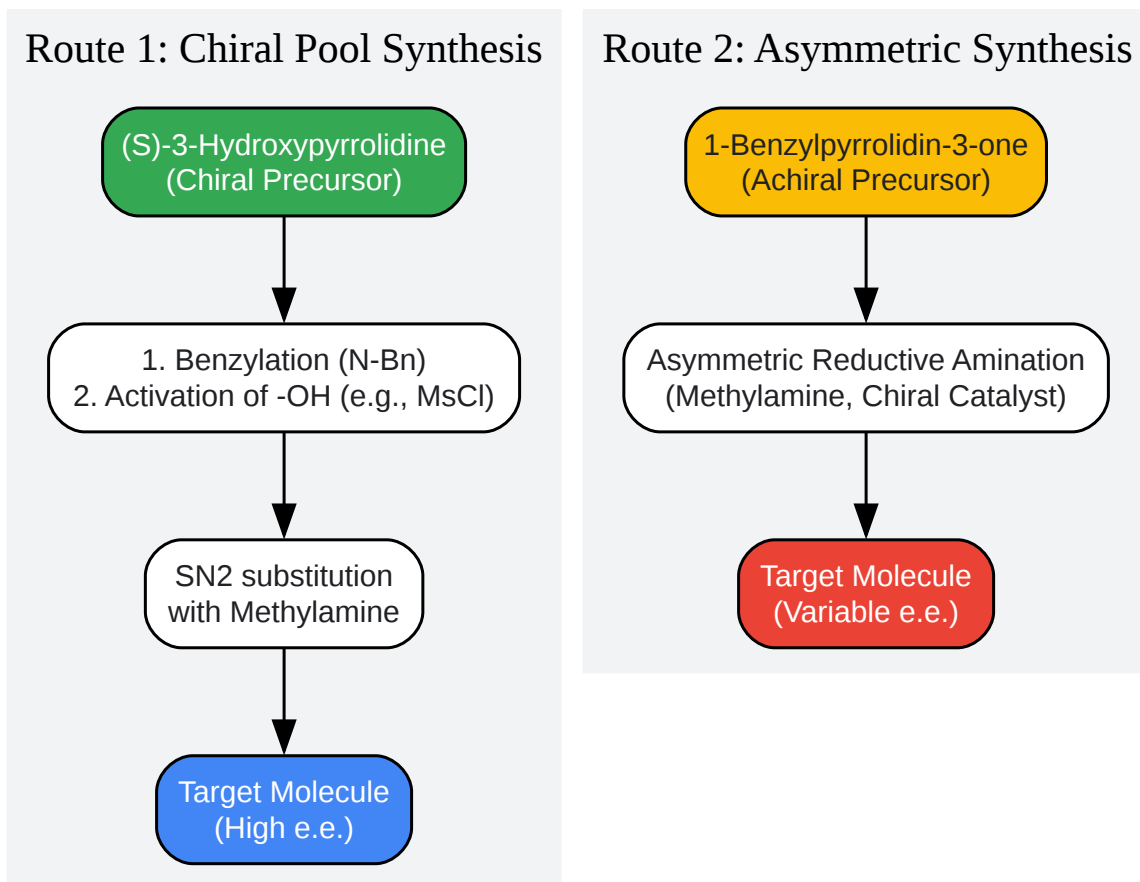 Route 1: Chiral Pool Synthesis
(S)-3-Hydroxypyrrolidine
(Chiral Precursor)
1. Benzylation (N-Bn)
2. Activation of -OH (e.g., MsCl)
SN2 substitution
with Methylamine
Target Molecule
(High e.e.)
Route 2: Asymmetric Synthesis
1-Benzylpyrrolidin-3-one
(Achiral Precursor)
Asymmetric Reductive Amination
(Methylamine, Chiral Catalyst)
Target Molecule
(Variable e.e.)